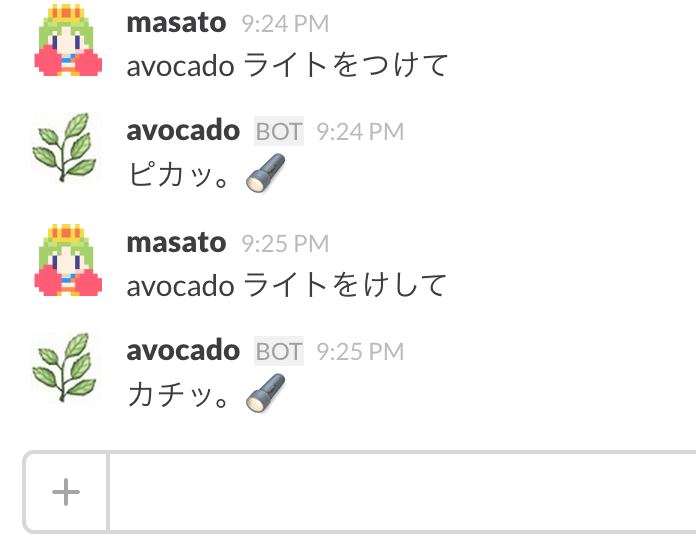 masato 9:24 PM
avocado ライトをつけて
avocado BOT 9:24 PM
ピカッ。🔦
masato 9:25 PM
avocado ライトをけして
avocado BOT 9:25 PM
カチッ。🔦